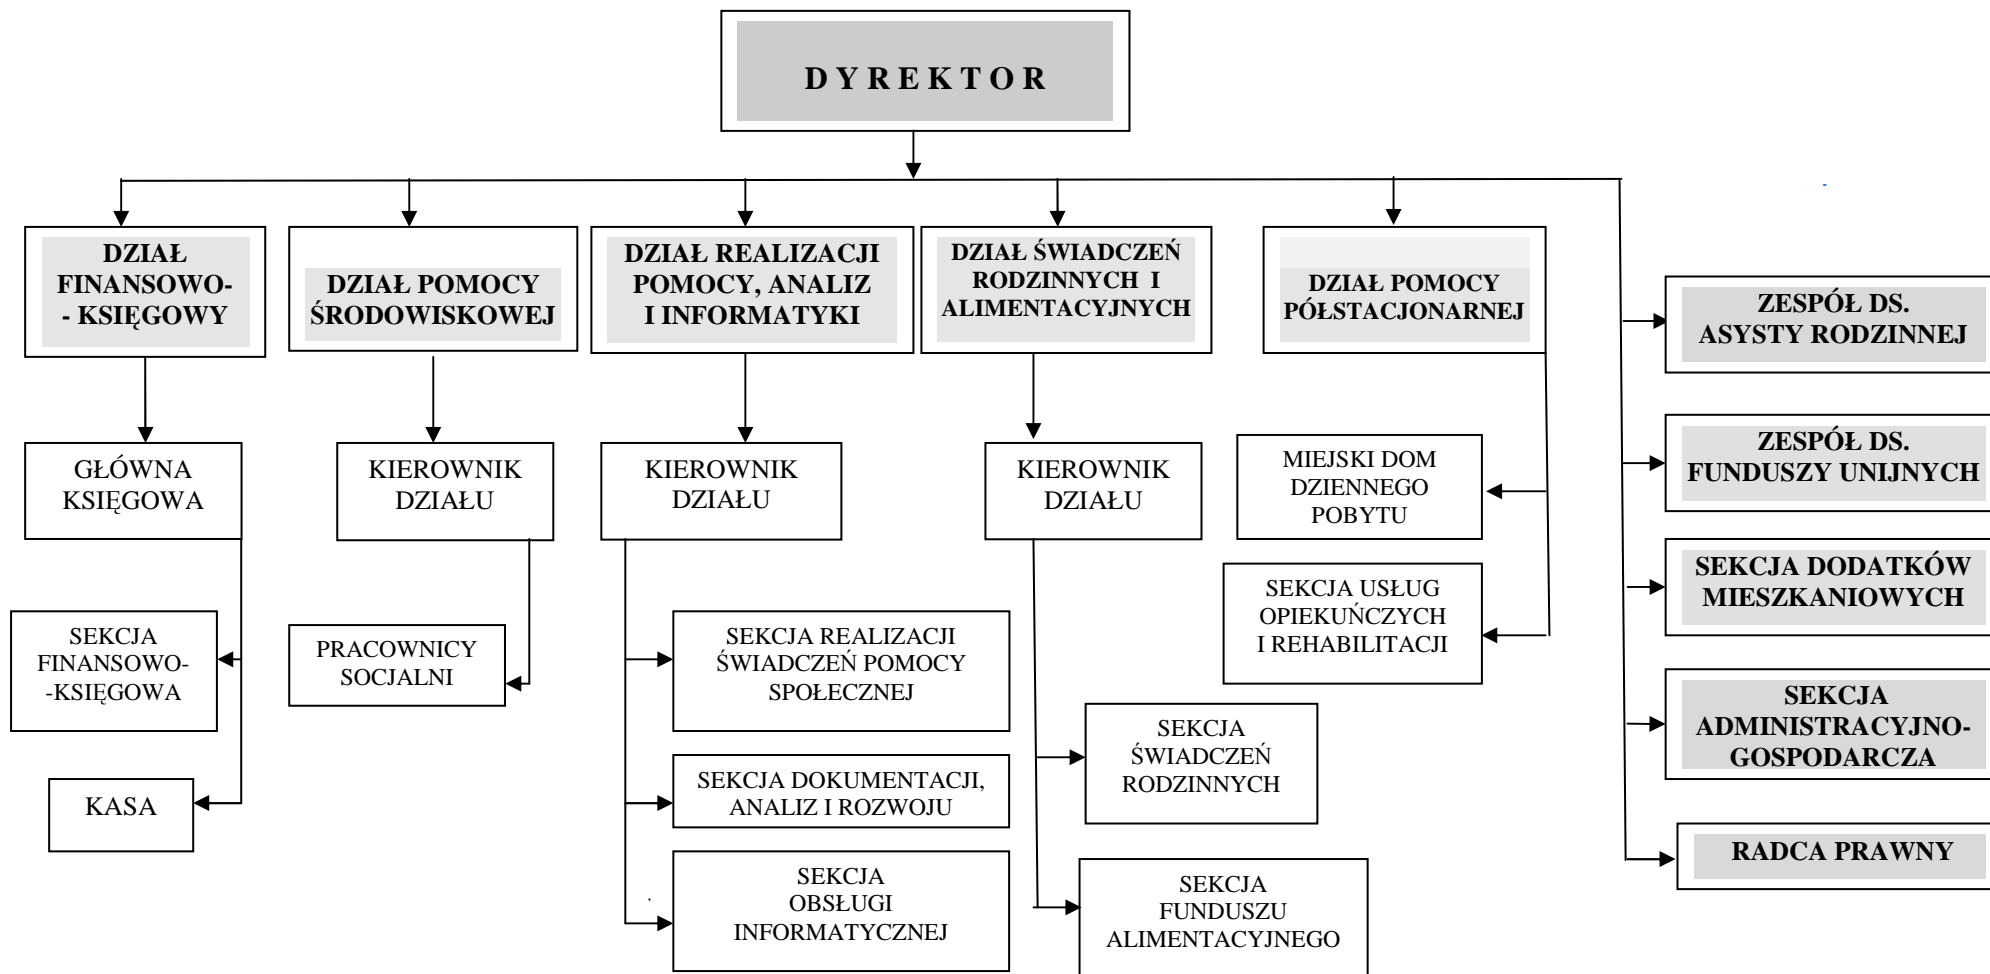 D Y R E K T O R
DZIAŁ
FINANSOWO-
- KSIĘGOWY
DZIAŁ POMOCY
ŚRODOWISKOWEJ
DZIAŁ REALIZACJI
POMOCY, ANALIZ
I INFORMATYKI
DZIAŁ ŚWIADCZEŃ
RODZINNYCH I
ALIMENTACYJNYCH
DZIAŁ POMOCY
PÓŁSTACJONARNEJ
ZESPÓŁ DS.
ASYSTY RODZINNEJ
ZESPÓŁ DS.
FUNDUSZY UNIJNYCH
SEKCJA DODATKÓW
MIESZKANIOWYCH
SEKCJA
ADMINISTRACYJNO-
GOSPODARCZA
RADCA PRAWNY
GŁÓWNA
KSIĘGOWA
KIEROWNIK
DZIAŁU
KIEROWNIK
DZIAŁU
KIEROWNIK
DZIAŁU
MIEJSKI DOM
DZIENNEGO
POBYTU
SEKCJA USŁUG
OPIEKUŃCZYCH
I REHABILITACJI
SEKCJA
FINANSOWO-
-KSIĘGOWA
KASA
PRACOWNICY
SOCJALNI
SEKCJA REALIZACJI
ŚWIADCZEŃ POMOCY
SPOŁECZNEJ
SEKCJA DOKUMENTACJI,
ANALIZ I ROZWOJU
SEKCJA
OBSŁUGI
INFORMATYCZNEJ
SEKCJA
ŚWIADCZEŃ
RODZINNYCH
SEKCJA
FUNDUSZU
ALIMENTACYJNEGO